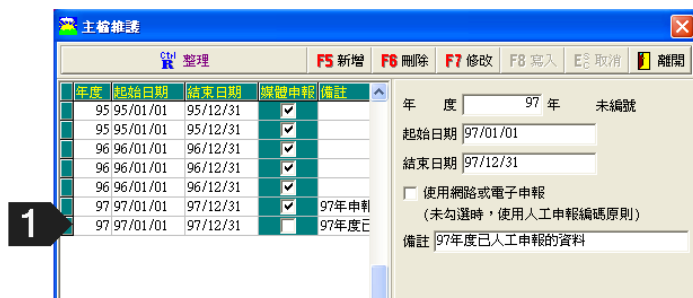 主檔維護
Ctrl R 整理 F5 新增 F6 刪除 F7 修改 F8 寫入 Esc 取消 離開
年度 起始日期 結束日期 媒體申報 備註
95 95/01/01 95/12/31
95 95/01/01 95/12/31
96 96/01/01 96/12/31
96 96/01/01 96/12/31
96 96/01/01 96/12/31
97 97/01/01 97/12/31 97年申報
97 97/01/01 97/12/31 97年度已
1
年 度 97 年 未編號
起始日期 97/01/01
結束日期 97/12/31
使用網路或電子申報
(未勾選時，使用人工申報編碼原則)
備註 97年度已人工申報的資料